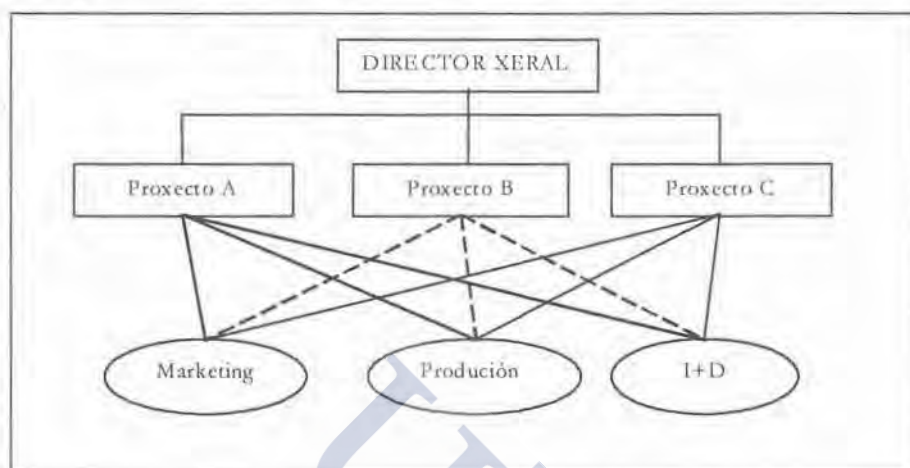 DIRECTOR XERAL
Proxecto A
Proxecto B
Proxecto C
Marketing
Produción
I+D